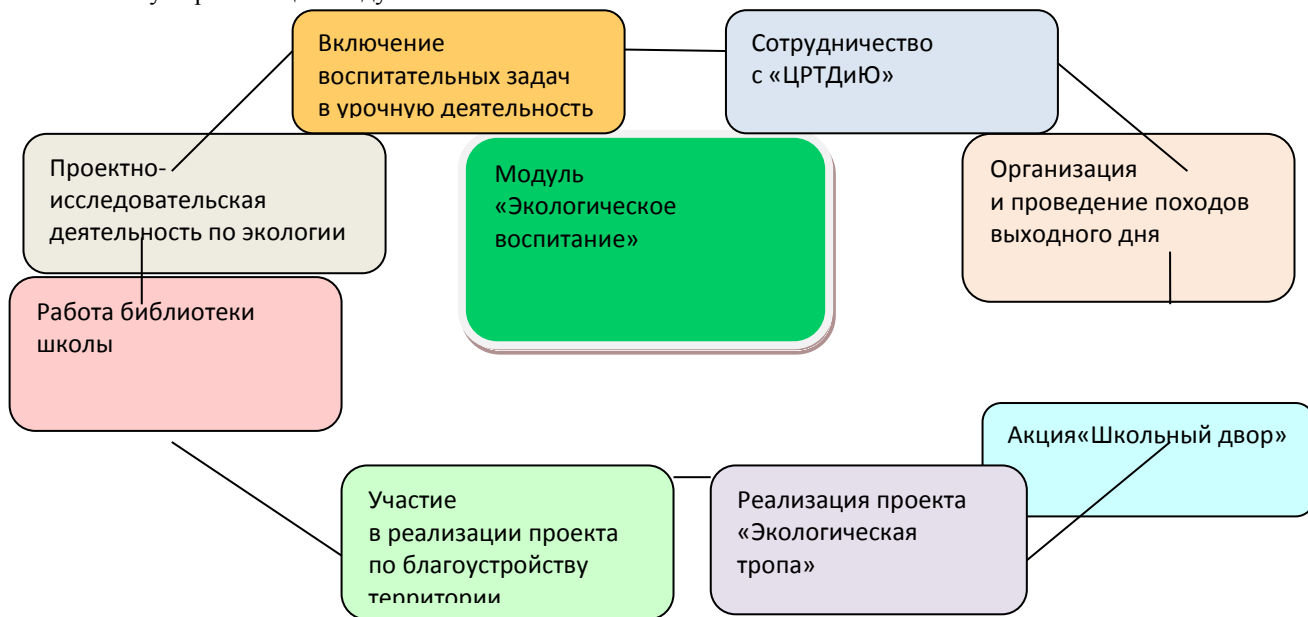 Включение
воспитательных задач
в урочную деятельность
Сотрудничество
с «ЦРТДиЮ»
Проектно-
исследовательская
деятельность по экологии
Модуль
«Экологическое
воспитание»
Организация
и проведение походов
выходного дня
Работа библиотеки
школы
Акция«Школьный двор»
Участие
в реализации проекта
по благоустройству
территории
Реализация проекта
«Экологическая
тропа»